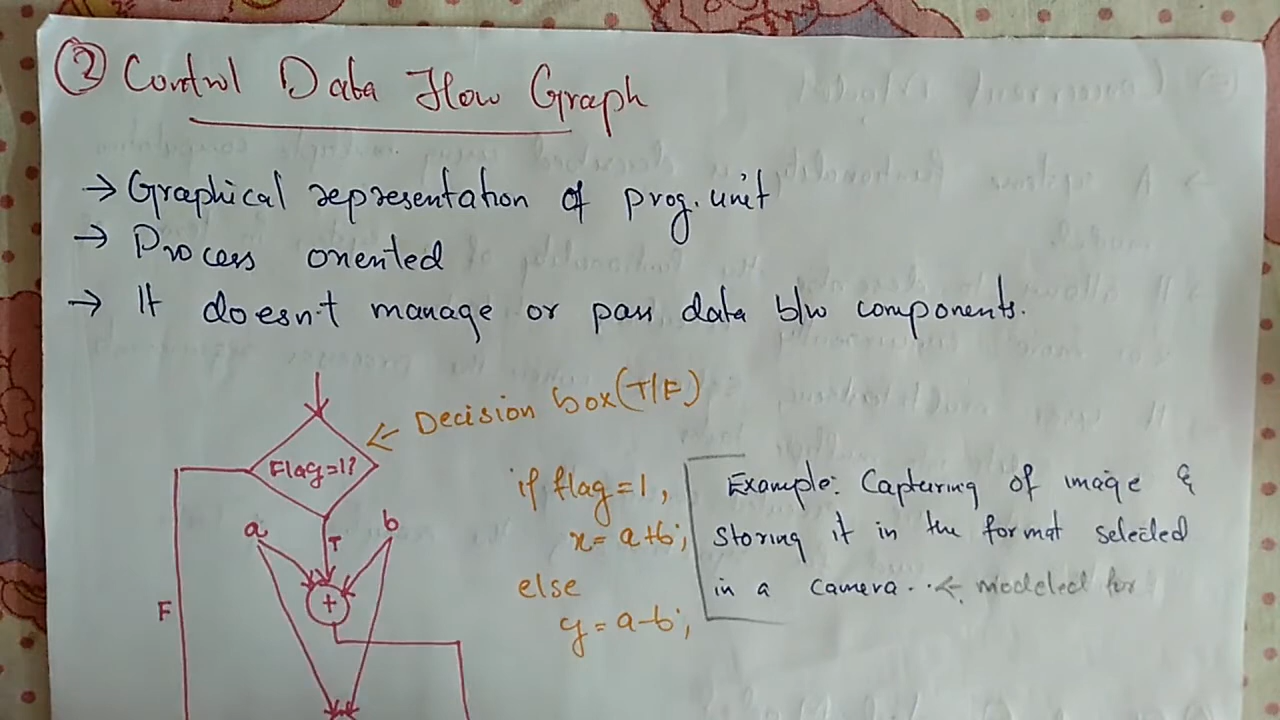 ② Control Data Flow Graph
→ Graphical representation of prog. unit
→ Process oriented
→ It doesn't manage or pass data b/w components.
← Decision box (T/F)
Flag=1?
a
b
T
+
F
if flag=1,
x= a+b;
else
y= a-b;
Example: Capturing of image &
storing it in the format selected
in a camera. ← modeled for